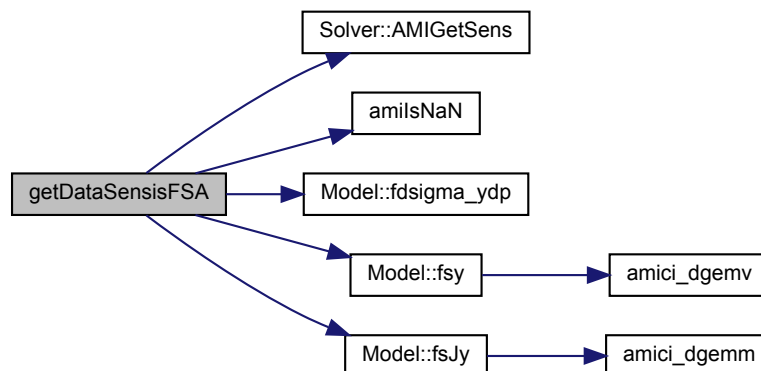 Solver::AMIGetSens
amiIsNaN
getDataSensisFSA
Model::fdsigma_ydp
Model::fsy
amici_dgemv
Model::fsJy
amici_dgemm